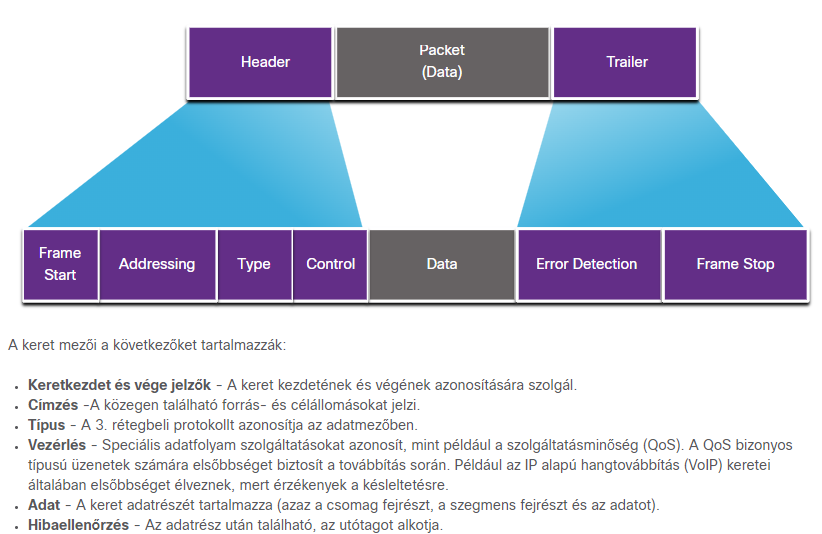 Header
Packet
(Data)
Trailer
Frame
Start
Addressing
Type
Control
Data
Error Detection
Frame Stop
A keret mezői a következőket tartalmazzák:
• Keretkezdet és vége jelzők - A keret kezdetének és végének azonosítására szolgál.
• Címzés -A közegen található forrás- és célállomásokat jelzi.
• Típus - A 3. rétegbeli protokollt azonosítja az adatmezőben.
• Vezérlés - Speciális adatfolyam szolgáltatásokat azonosít, mint például a szolgáltatásminőség (QoS). A QoS bizonyos
típusú üzenetek számára elsőbbséget biztosít a továbbítás során. Például az IP alapú hangtovábbítás (VoIP) keretei
általában elsőbbséget élveznek, mert érzékenyek a késleltetésre.
• Adat - A keret adatrészét tartalmazza (azaz a csomag fejrészt, a szegmens fejrészt és az adatot).
• Hibaellenőrzés - Az adatrész után található, az utótagot alkotja.